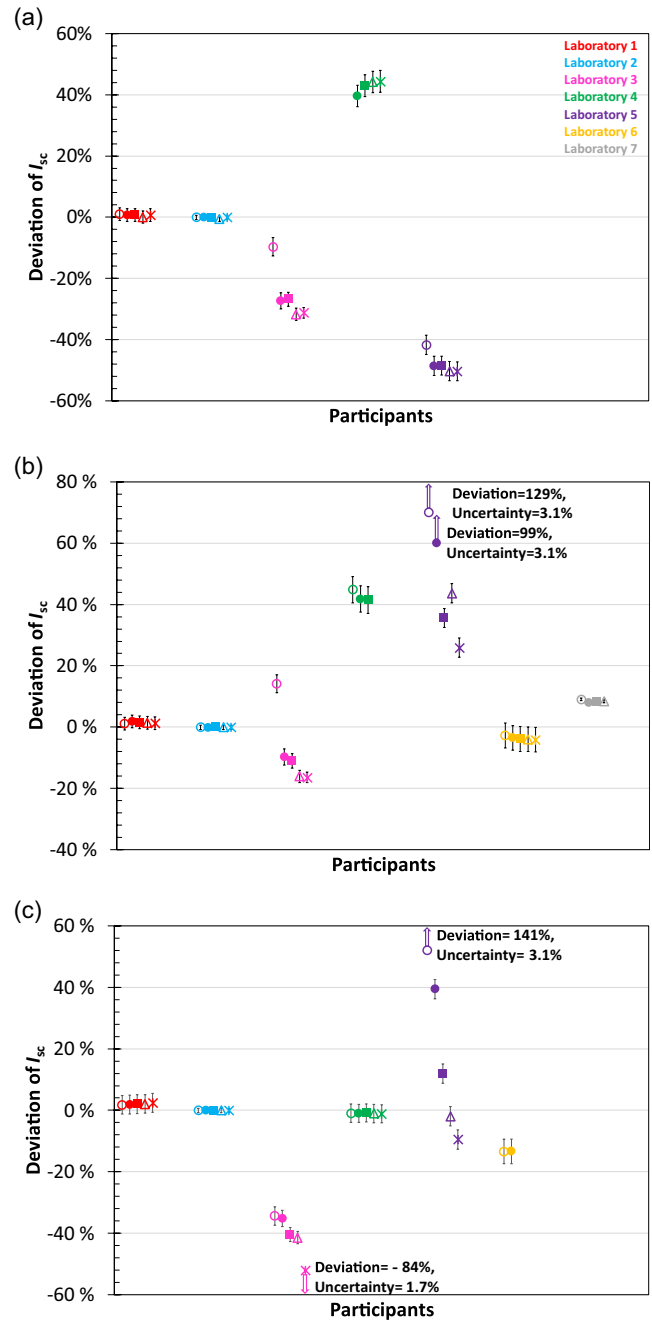 (a)
60%
40%
20%
0%
-20%
-40%
-60%
Deviation of Isc
Laboratory 1
Laboratory 2
Laboratory 3
Laboratory 4
Laboratory 5
Laboratory 6
Laboratory 7
Participants
(b)
80 %
60 %
40 %
20 %
0 %
-20 %
-40 %
Deviation of Isc
Deviation=129%,
Uncertainty=3.1%
Deviation=99%,
Uncertainty=3.1%
Participants
(c)
60 %
40 %
20 %
0 %
-20 %
-40 %
-60 %
Deviation of Isc
Deviation= 141%,
Uncertainty= 3.1%
Deviation= - 84%,
Uncertainty= 1.7%
Participants